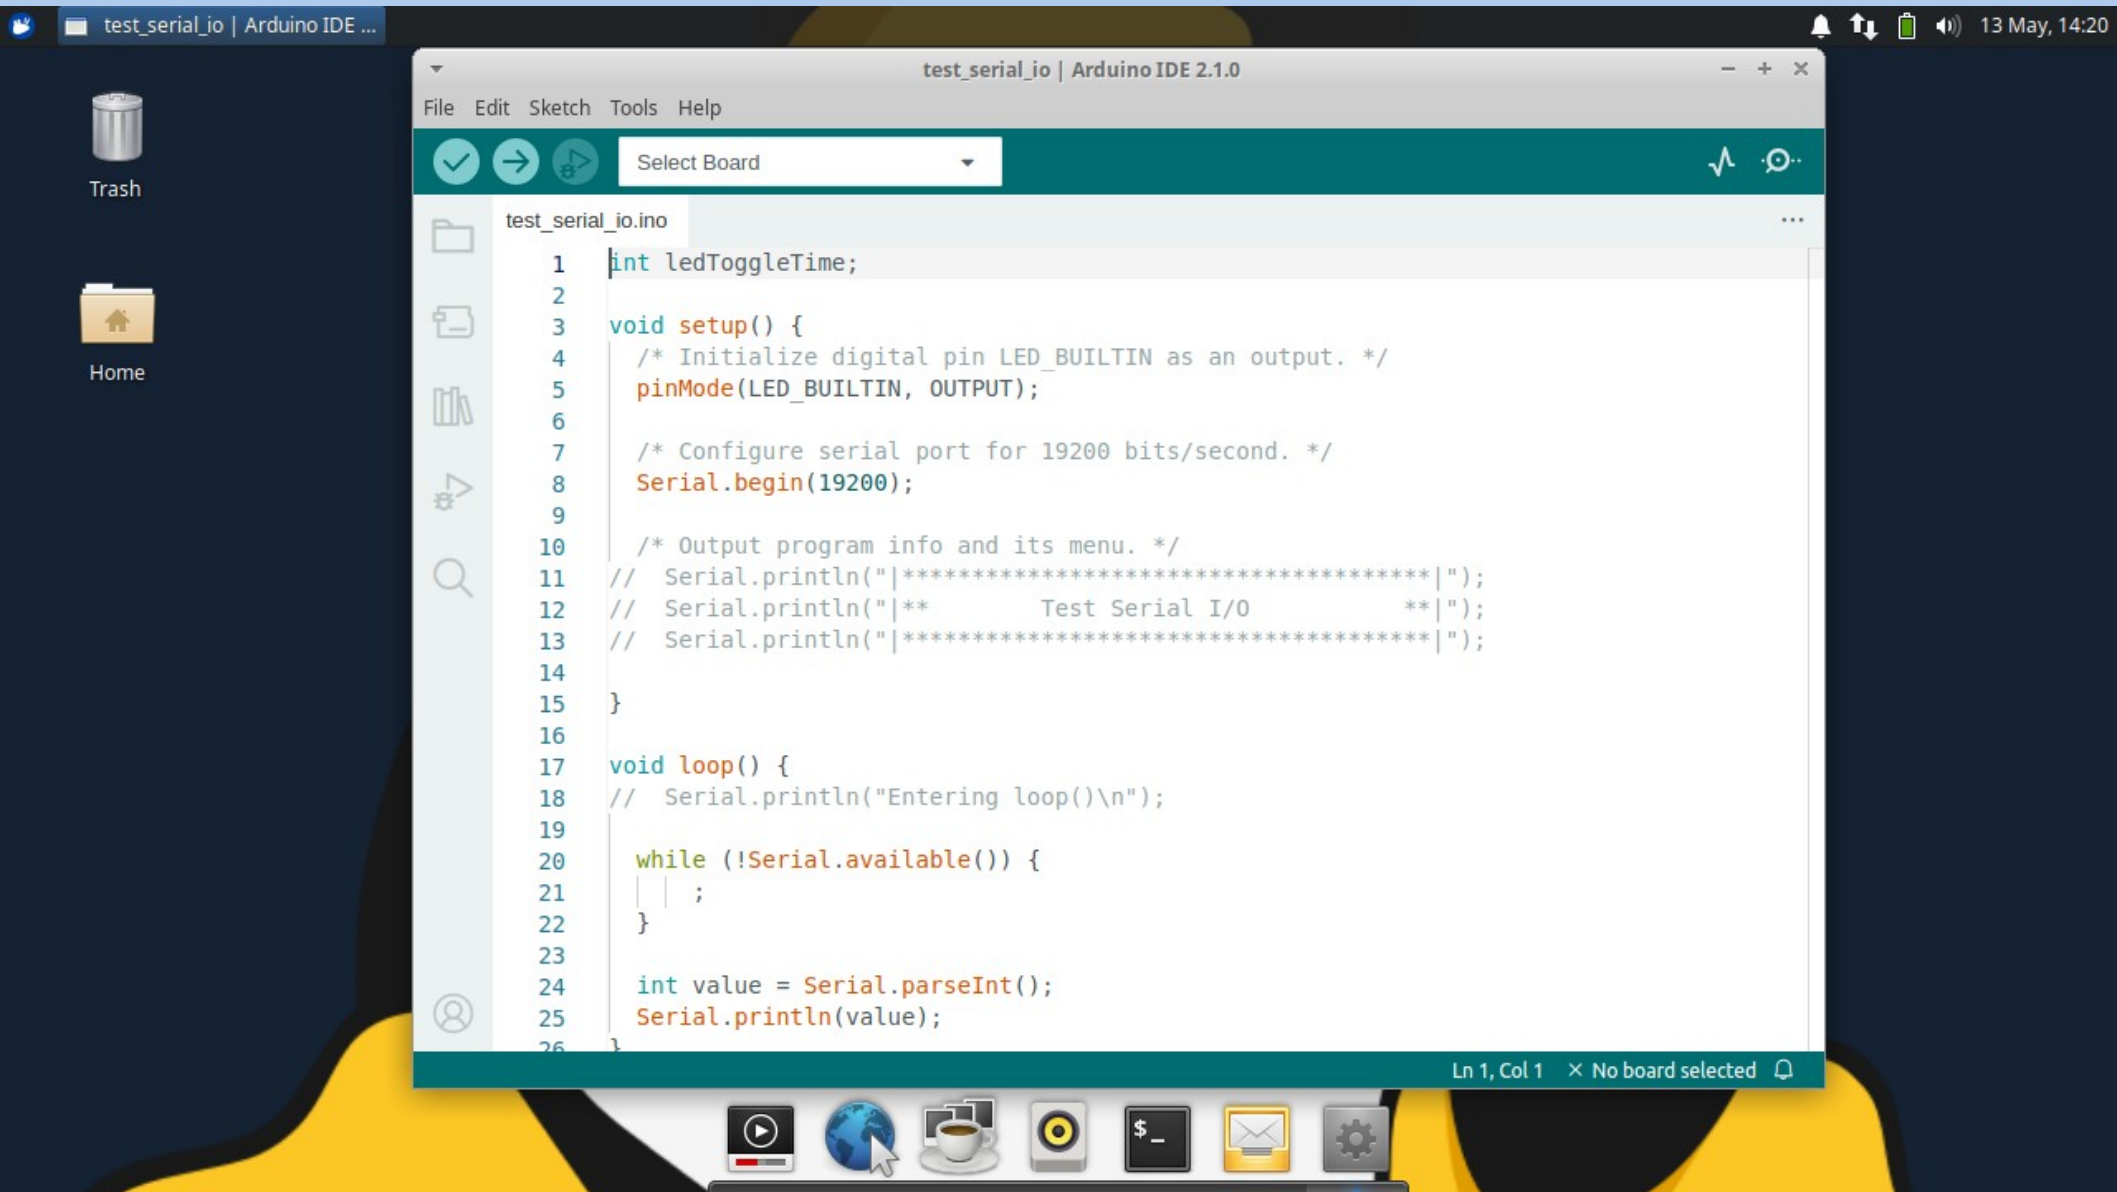 test_serial_io | Arduino IDE ...
13 May, 14:20
Trash
Home
test_serial_io | Arduino IDE 2.1.0
File Edit Sketch Tools Help
Select Board
test_serial_io.ino
1 int ledToggleTime;
2
3 void setup() {
4   /* Initialize digital pin LED_BUILTIN as an output. */
5   pinMode(LED_BUILTIN, OUTPUT);
6
7   /* Configure serial port for 19200 bits/second. */
8   Serial.begin(19200);
9
10   /* Output program info and its menu. */
11 //  Serial.println("|**************************************|");
12 //  Serial.println("|**        Test Serial I/O           **|");
13 //  Serial.println("|**************************************|");
14
15 }
16
17 void loop() {
18 //  Serial.println("Entering loop()\n");
19
20   while (!Serial.available()) {
21       ;
22   }
23
24   int value = Serial.parseInt();
25   Serial.println(value);
26 }
Ln 1, Col 1 × No board selected
$_